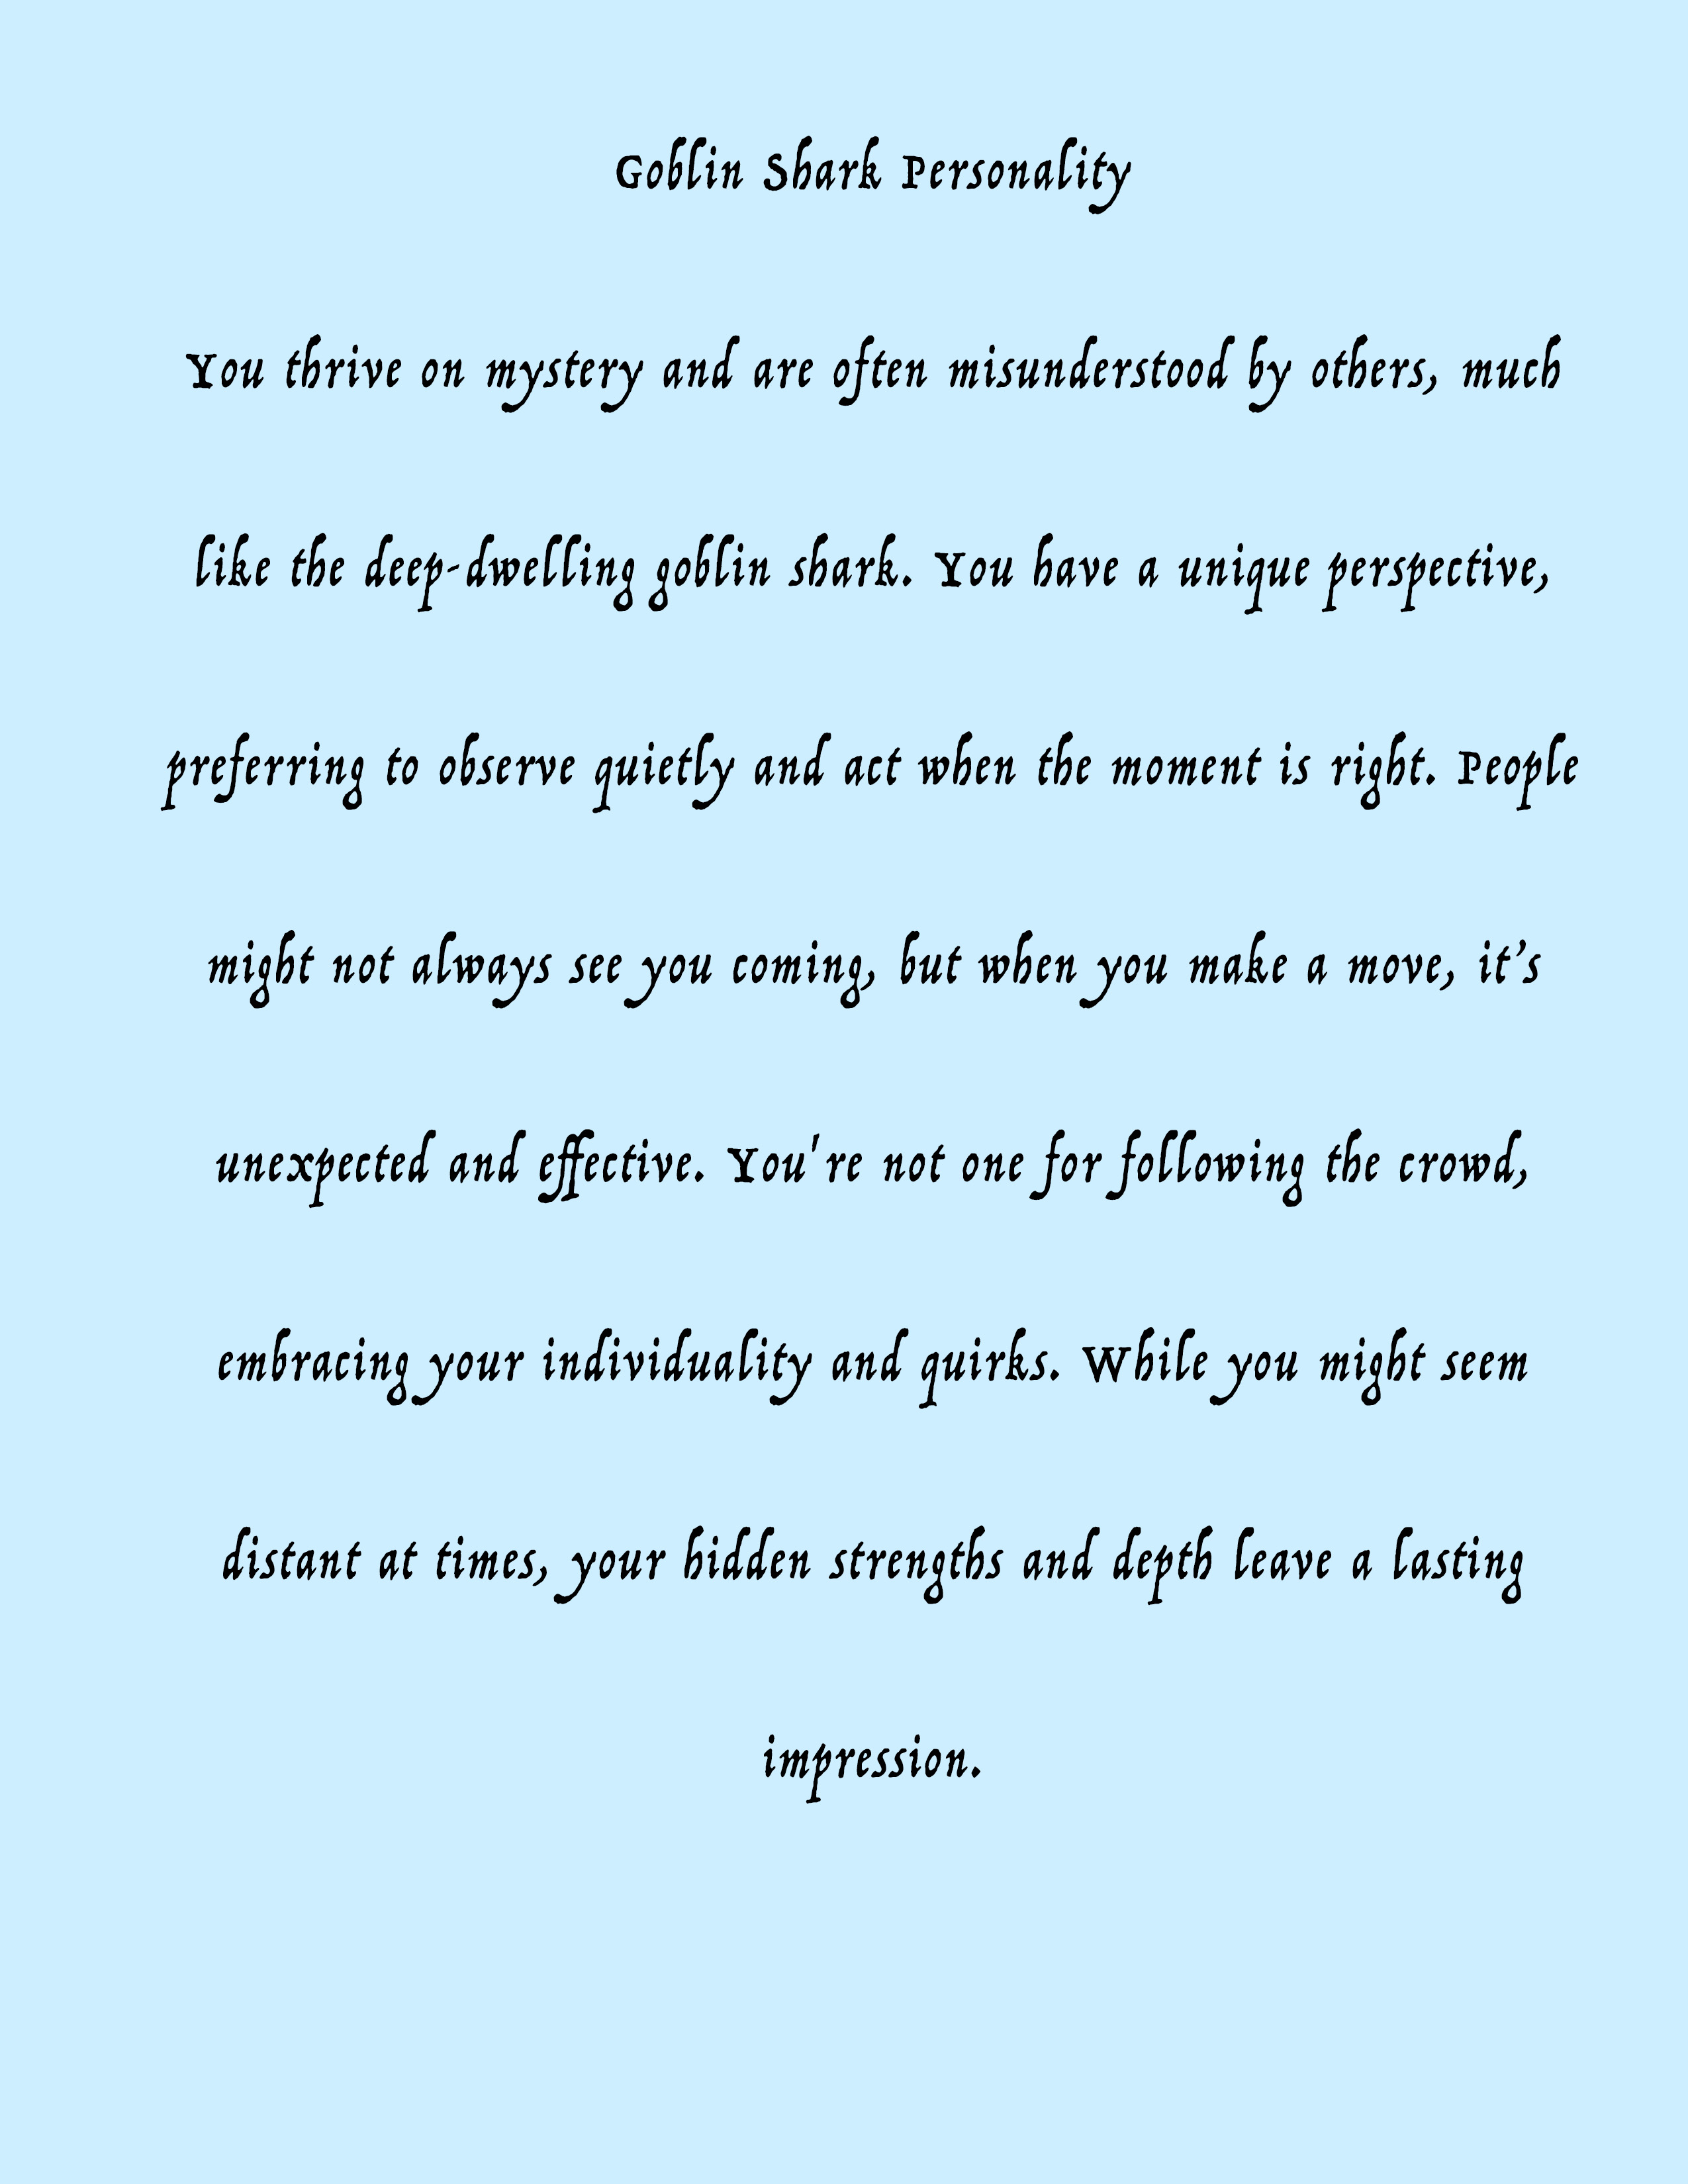 Goblin Shark Personality
You thrive on mystery and are often misunderstood by others, much
like the deep-dwelling goblin shark. You have a unique perspective,
preferring to observe quietly and act when the moment is right. People
might not always see you coming, but when you make a move, it’s
unexpected and effective. You're not one for following the crowd,
embracing your individuality and quirks. While you might seem
distant at times, your hidden strengths and depth leave a lasting
impression.